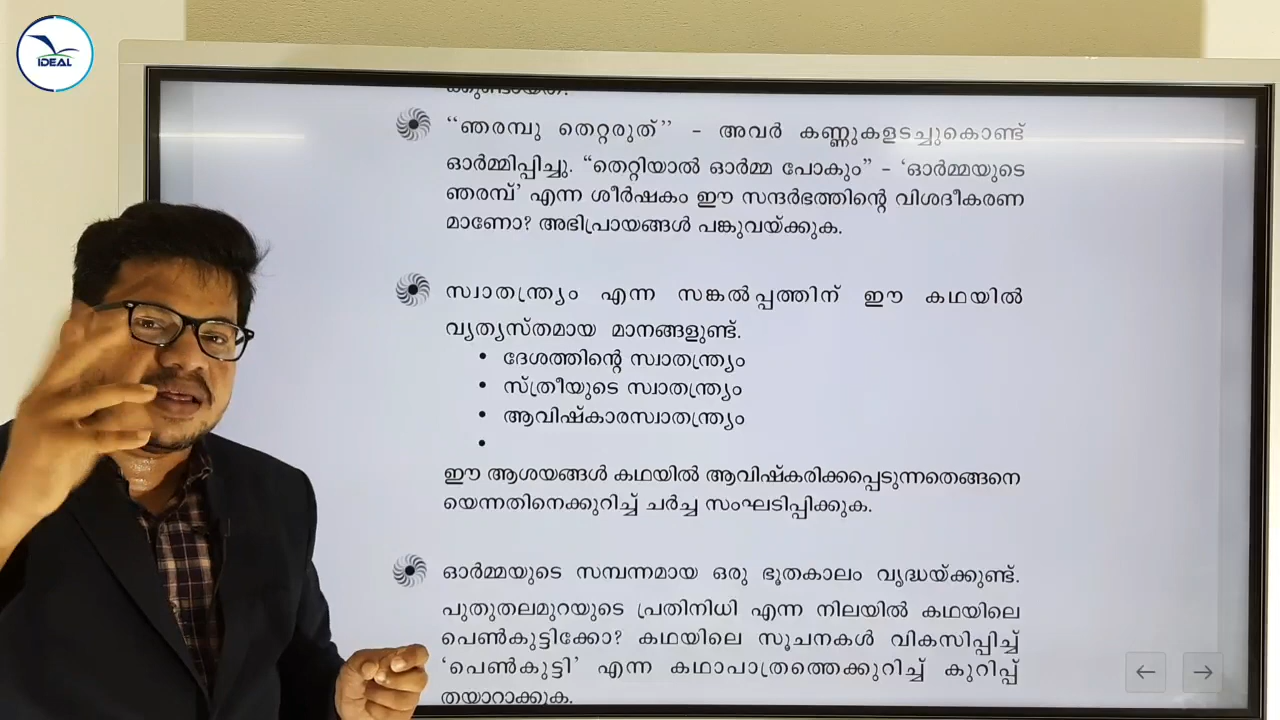 IDEAL
ക്കുണ്ടായത്.
“ഞരമ്പു തെറ്റരുത്” - അവർ കണ്ണുകളടച്ചുകൊണ്ട്
ഓർമ്മിപ്പിച്ചു. “തെറ്റിയാൽ ഓർമ്മ പോകും” - ‘ഓർമ്മയുടെ
ഞരമ്പ്’ എന്ന ശീർഷകം ഈ സന്ദർഭത്തിന്റെ വിശദീകരണ
മാണോ? അഭിപ്രായങ്ങൾ പങ്കുവയ്ക്കുക.
സ്വാതന്ത്ര്യം എന്ന സങ്കൽപ്പത്തിന് ഈ കഥയിൽ
വ്യത്യസ്തമായ മാനങ്ങളുണ്ട്.
• ദേശത്തിന്റെ സ്വാതന്ത്ര്യം
• സ്ത്രീയുടെ സ്വാതന്ത്ര്യം
• ആവിഷ്കാരസ്വാതന്ത്ര്യം
•
ഈ ആശയങ്ങൾ കഥയിൽ ആവിഷ്കരിക്കപ്പെടുന്നതെങ്ങനെ
യെന്നതിനെക്കുറിച്ച് ചർച്ച സംഘടിപ്പിക്കുക.
ഓർമ്മയുടെ സമ്പന്നമായ ഒരു ഭൂതകാലം വൃദ്ധയ്ക്കുണ്ട്.
പുതുതലമുറയുടെ പ്രതിനിധി എന്ന നിലയിൽ കഥയിലെ
പെൺകുട്ടിക്കോ? കഥയിലെ സൂചനകൾ വികസിപ്പിച്ച്
‘പെൺകുട്ടി’ എന്ന കഥാപാത്രത്തെക്കുറിച്ച് കുറിപ്പ്
തയാറാക്കുക.